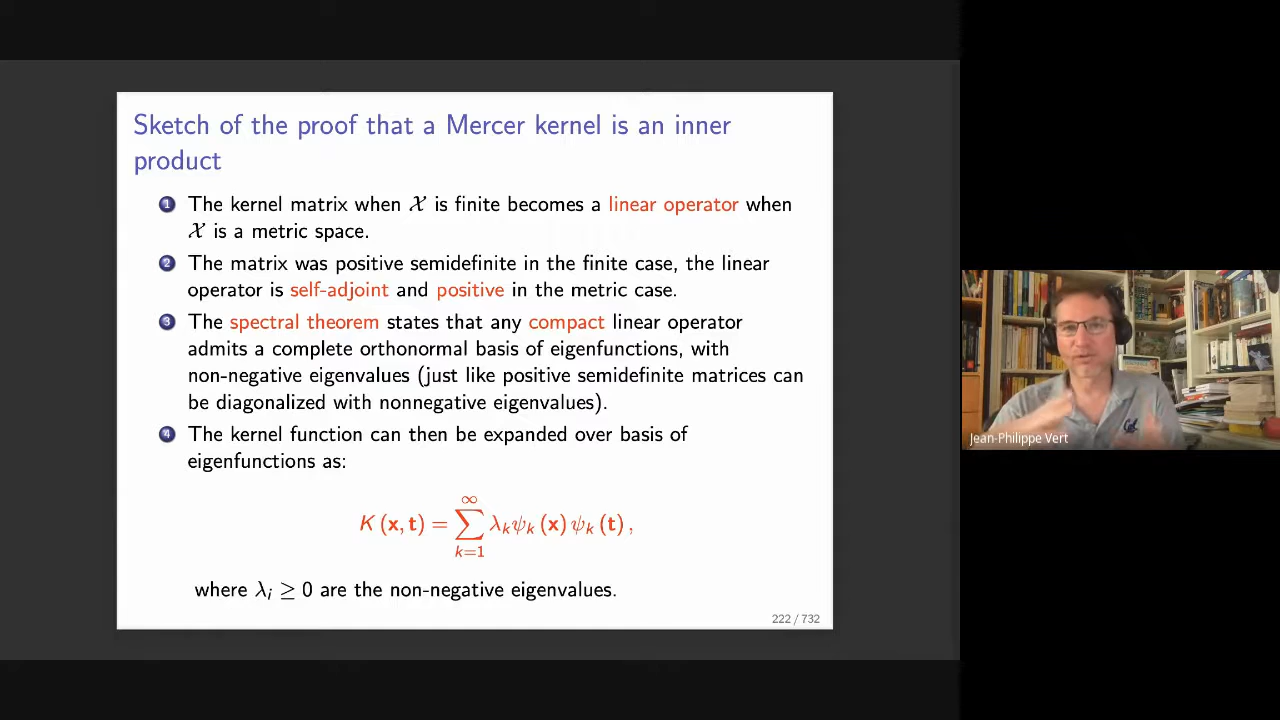 Sketch of the proof that a Mercer kernel is an inner
product
1 The kernel matrix when 𝒳 is finite becomes a linear operator when
𝒳 is a metric space.
2 The matrix was positive semidefinite in the finite case, the linear
operator is self-adjoint and positive in the metric case.
3 The spectral theorem states that any compact linear operator
admits a complete orthonormal basis of eigenfunctions, with
non-negative eigenvalues (just like positive semidefinite matrices can
be diagonalized with nonnegative eigenvalues).
4 The kernel function can then be expanded over basis of
eigenfunctions as:
K (x, t) = ∑_{k=1}^{∞} λ_k ψ_k (x) ψ_k (t) ,
where λ_i ≥ 0 are the non-negative eigenvalues.
222 / 732
Jean-Philippe Vert